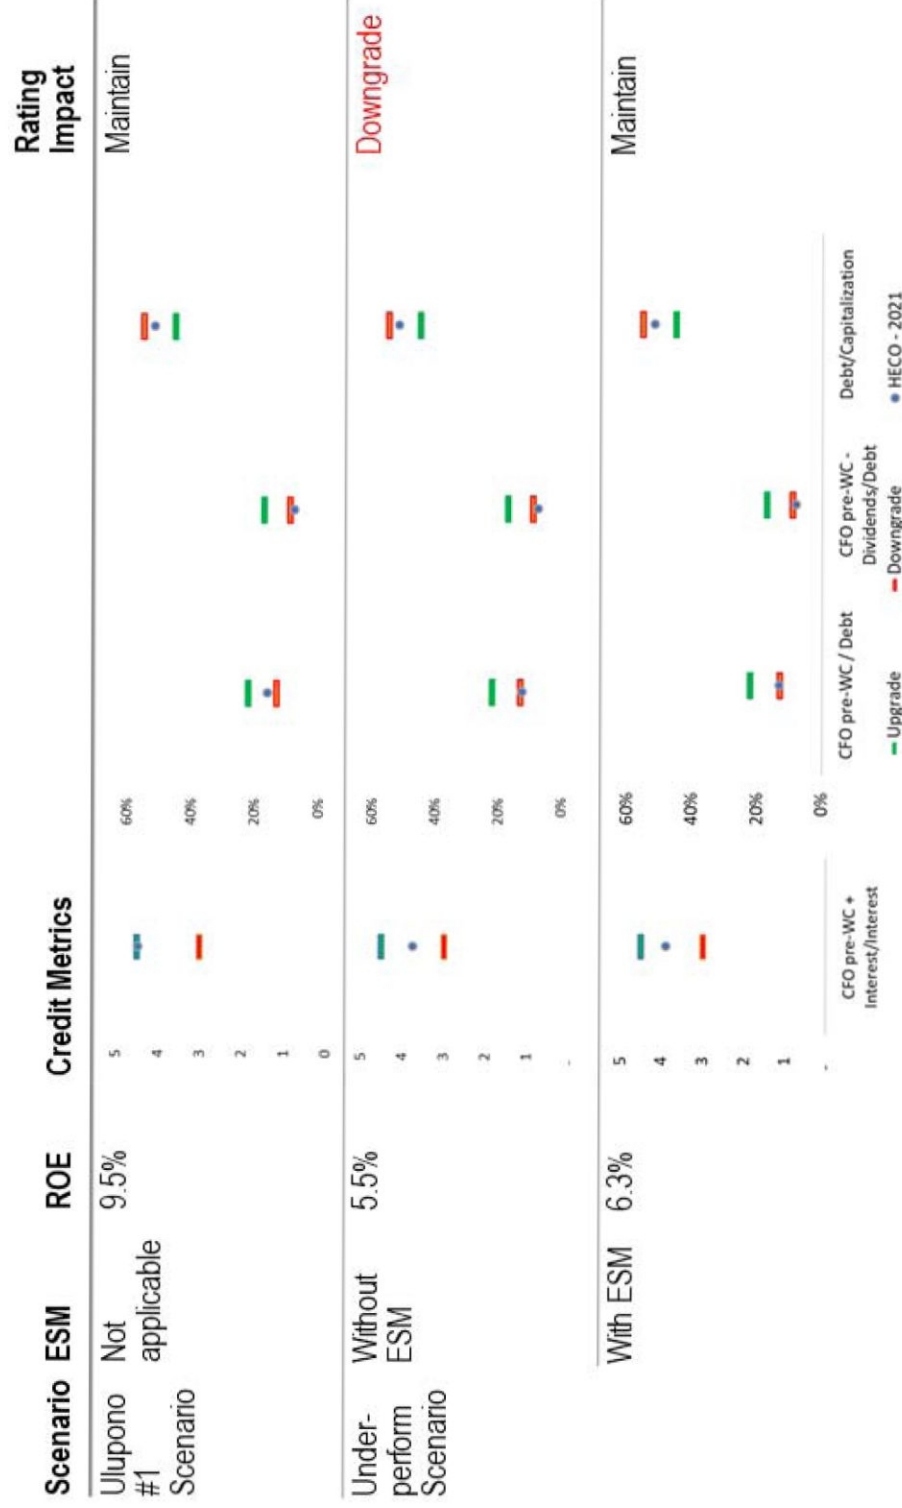 Scenario ESM ROE Credit Metrics Rating
Impact
Ulupono
#1
Scenario
Not
applicable
9.5%
5
4
3
2
1
0
60%
40%
20%
0%
Maintain
Under-
perform
Scenario
Without
ESM
5.5%
5
4
3
2
1
-
60%
40%
20%
0%
Downgrade
With ESM 6.3%
5
4
3
2
1
-
60%
40%
20%
0%
Maintain
CFO pre-WC +
Interest/Interest
CFO pre-WC / Debt
CFO pre-WC -
Dividends/Debt
Debt/Capitalization
Upgrade
Downgrade
HECO - 2021